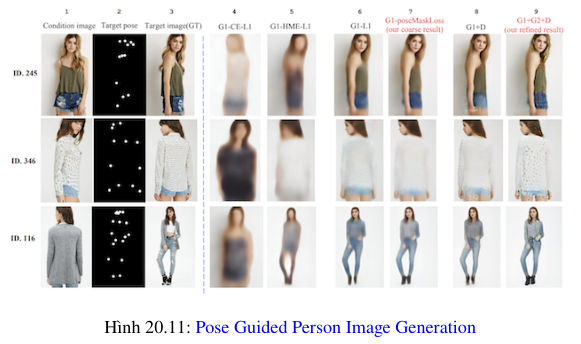 1 2 3 4 5 6 7 8 9
Condition image Target pose Target image(GT) G1-CE-L1 G1-HME-L1 G1-L1 G1-poseMaskLoss (our coarse result) G1+D G1+G2+D (our refined result)
ID. 245
ID. 346
ID. 116
Hình 20.11: Pose Guided Person Image Generation